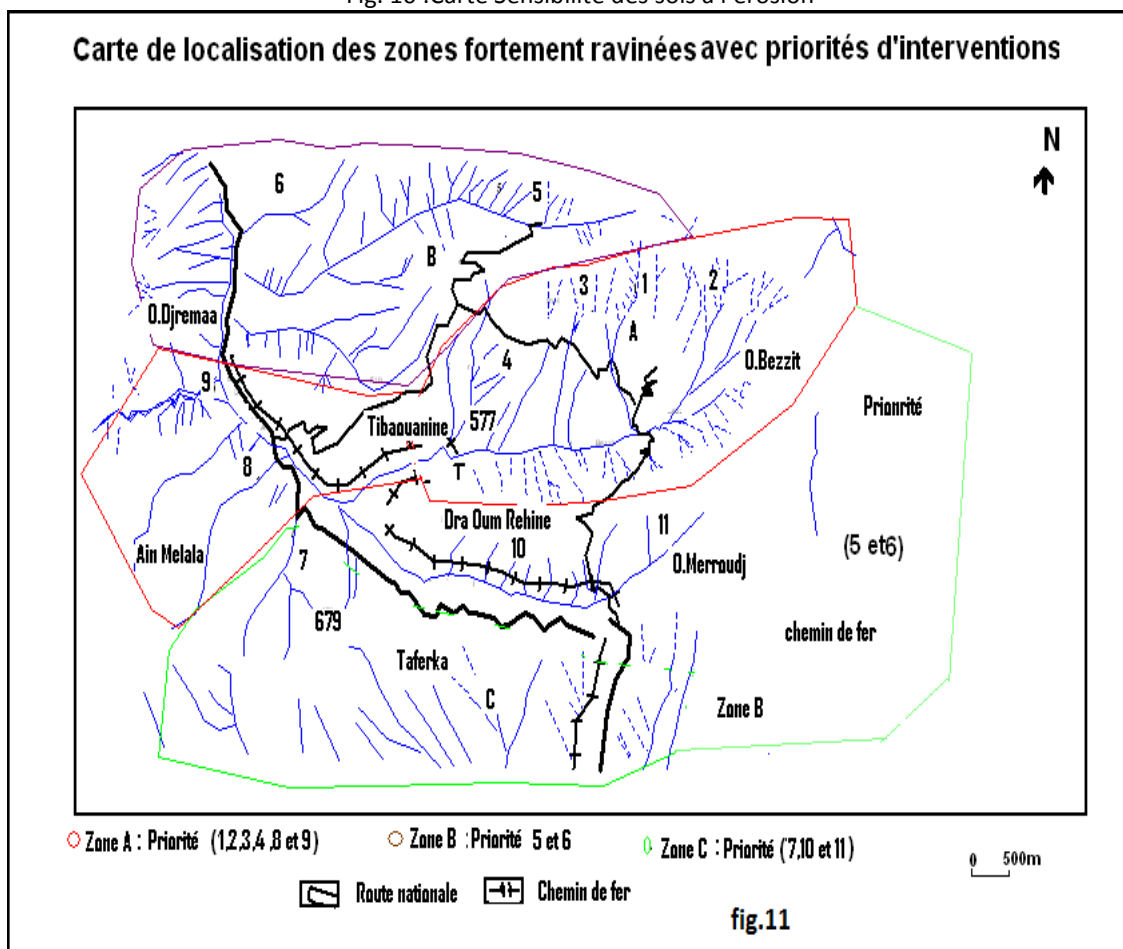 Fig. 10 :Carte Sensibilité des sols à l'érosion
Carte de localisation des zones fortement ravinées avec priorités d'interventions
N
6
5
B
O.Djremaa
3
1
2
A
4
O.Bezzit
9
Prionrité
577
Tibaouanine
8
T
Dra Oum Rehine
11
(5 et6)
Ain Melala
7
10
O.Merroudj
679
chemin de fer
Taferka
C
Zone B
Zone A : Priorité (1,2,3,4 ,8 et 9)
Zone B : Priorité 5 et 6
Zone C : Priorité (7,10 et 11)
0 500m
Route nationale
Chemin de fer
fig.11